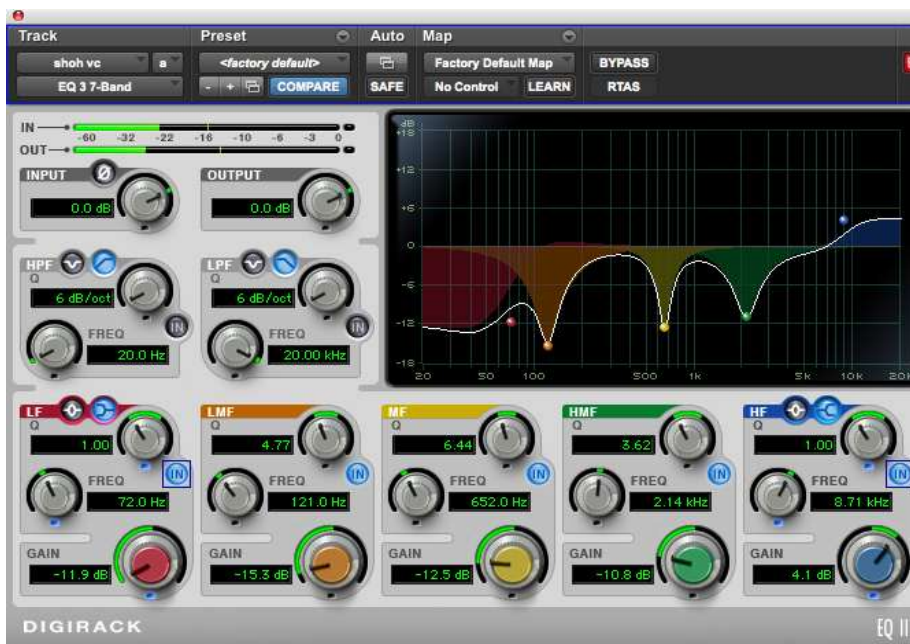 Track Preset Auto Map
shoh vc a <factory default> Factory Default Map BYPASS
EQ 3 7-Band - + COMPARE SAFE No Control LEARN RTAS
IN
-60 -32 -22 -16 -10 -6 -3 0
OUT
INPUT Ø OUTPUT
0.0 dB 0.0 dB
HPF LPF
Q Q
6 dB/oct 6 dB/oct
IN IN
FREQ FREQ
20.0 Hz 20.00 kHz
dB
+18
+12
+6
0
-6
-12
-18
20 50 100 500 1k 5k 10k 20k
LF LMF MF HMF HF
Q Q Q Q Q
1.00 4.77 6.44 3.62 1.00
IN IN IN IN IN
FREQ FREQ FREQ FREQ FREQ
72.0 Hz 121.0 Hz 652.0 Hz 2.14 kHz 8.71 kHz
GAIN GAIN GAIN GAIN GAIN
-11.9 dB -15.3 dB -12.5 dB -10.8 dB 4.1 dB
DIGIRACK EQ II